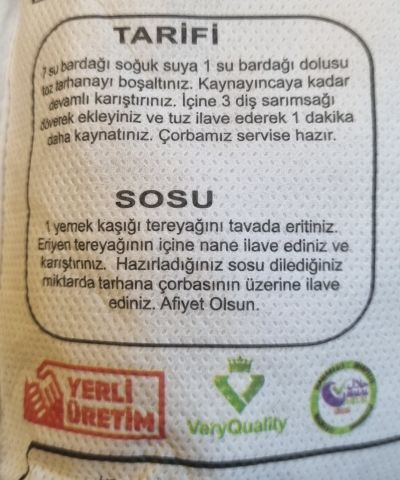 TARİFİ
7 su bardağı soğuk suya 1 su bardağı dolusu
toz tarhanayı boşaltınız. Kaynayıncaya kadar
devamlı karıştırınız. İçine 3 diş sarımsağı
döverek ekleyiniz ve tuz ilave ederek 1 dakika
daha kaynatınız. Çorbamız servise hazır.
SOSU
1 yemek kaşığı tereyağını tavada eritiniz.
Eriyen tereyağının içine nane ilave ediniz ve
karıştırınız. Hazırladığınız sosu dilediğiniz
miktarda tarhana çorbasının üzerine ilave
ediniz. Afiyet Olsun.
YERLİ
ÜRETİM
VeryQuality